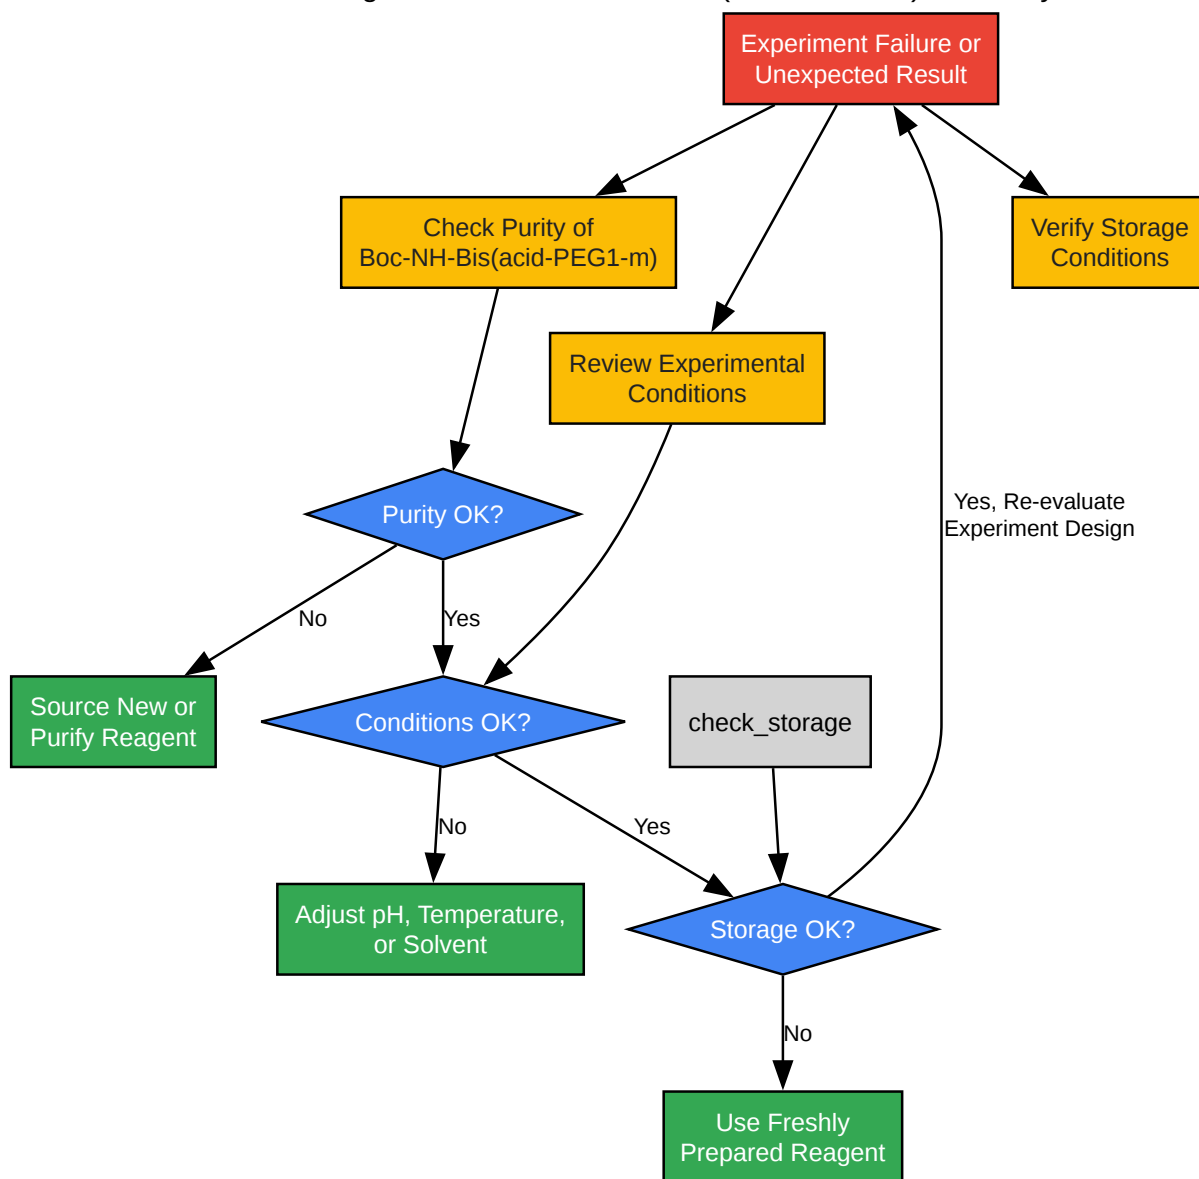 Experiment Failure or
Unexpected Result
Check Purity of
Boc-NH-Bis(acid-PEG1-m)
Verify Storage
Conditions
Review Experimental
Conditions
Yes, Re-evaluate
Experiment Design
Purity OK?
No
Yes
Source New or
Purify Reagent
Conditions OK?
check_storage
No
Yes
Adjust pH, Temperature,
or Solvent
Storage OK?
No
Use Freshly
Prepared Reagent